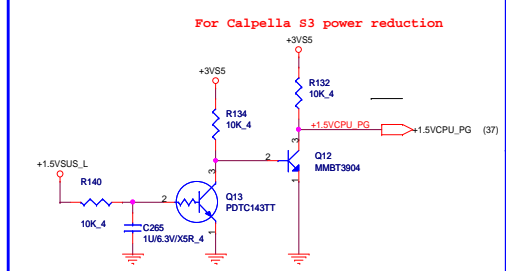 For Calpella S3 power reduction
+3VS5
+3VS5
R132
10K_4
R134
10K_4
3
+1.5VCPU_PG
+1.5VCPU_PG (37)
2
Q12
MMBT3904
1
+1.5VSUS_L
R140
10K_4
3
2
Q13
PDTC143TT
1
C265
1U/6.3V/X5R_4